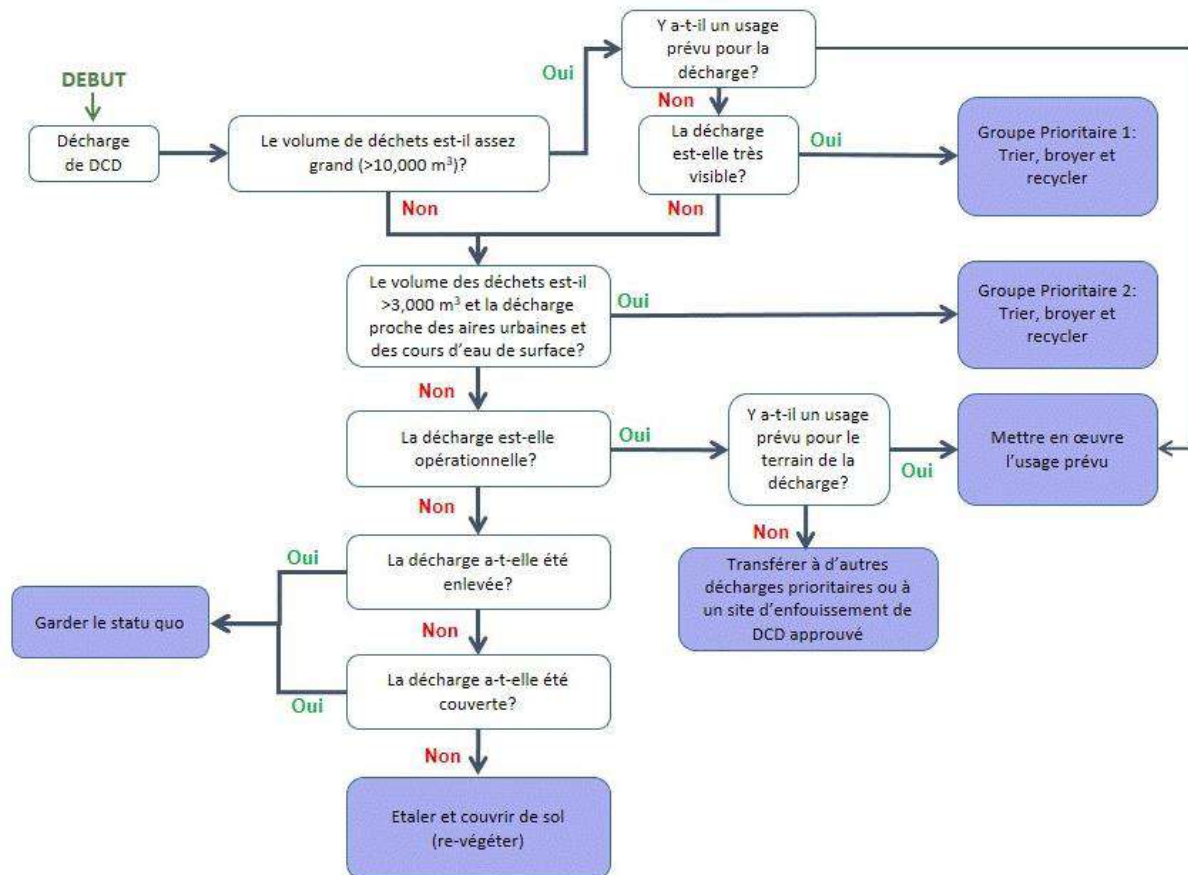 Y a-t-il un usage
prévu pour la
décharge?
Oui
DEBUT
Non
Décharge
de DCD
Le volume de déchets est-il assez
grand (>10,000 m³)?
La décharge
est-elle très
visible?
Oui
Groupe Prioritaire 1:
Trier, broyer et
recycler
Non
Non
Le volume des déchets est-il
>3,000 m³ et la décharge
proche des aires urbaines et
des cours d’eau de surface?
Oui
Groupe Prioritaire 2:
Trier, broyer et
recycler
Non
La décharge est-elle
opérationnelle?
Oui
Y a-t-il un usage
prévu pour le
terrain de la
décharge?
Oui
Mettre en œuvre
l’usage prévu
Non
Non
La décharge a-t-elle été
enlevée?
Oui
Transférer à d’autres
décharges prioritaires ou à
un site d’enfouissement de
DCD approuvé
Garder le statu quo
Non
La décharge a-t-elle été
couverte?
Oui
Non
Etaler et couvrir de sol
(re-végéter)